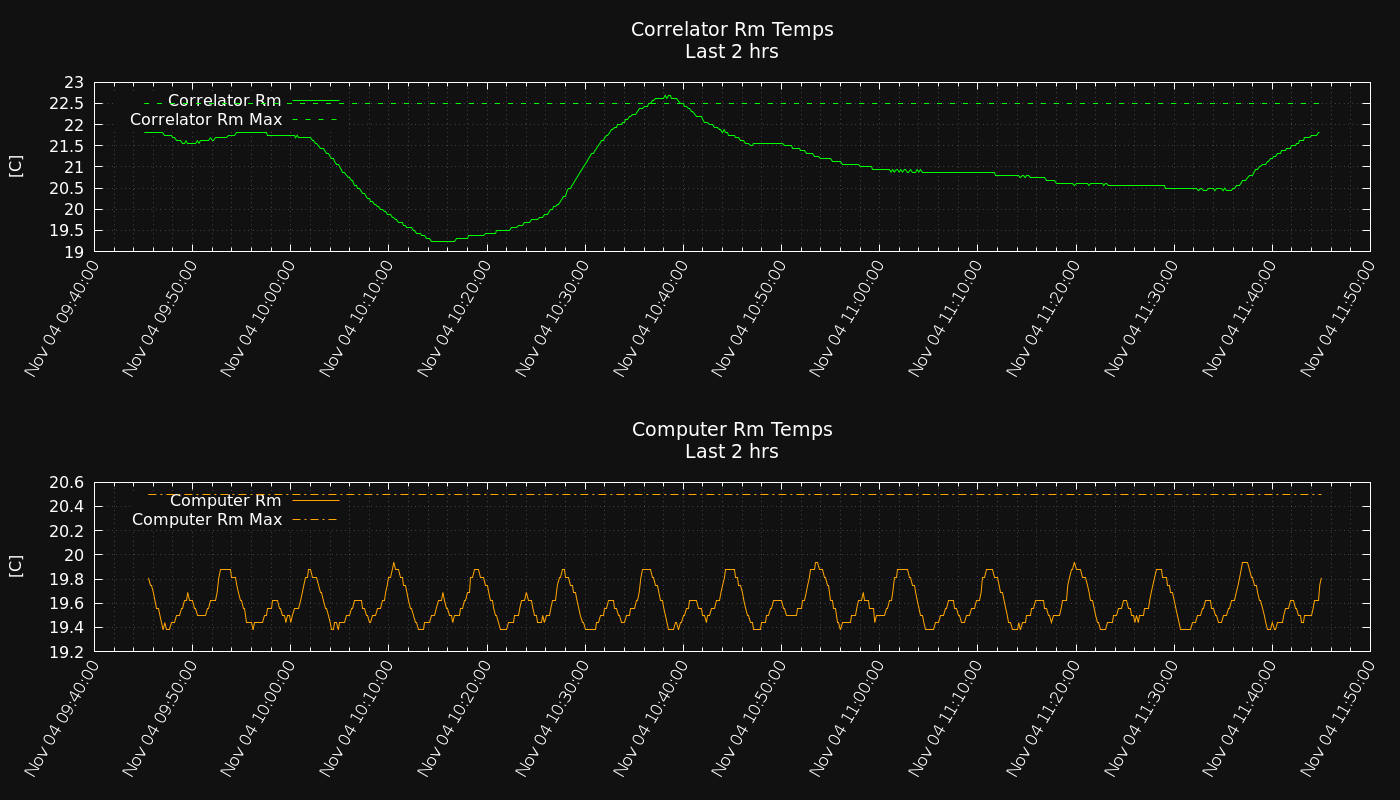 Correlator Rm Temps
Last 2 hrs
[C]
23
22.5
22
21.5
21
20.5
20
19.5
19
Correlator Rm
Correlator Rm Max
Nov 04 09:40:00
Nov 04 09:50:00
Nov 04 10:00:00
Nov 04 10:10:00
Nov 04 10:20:00
Nov 04 10:30:00
Nov 04 10:40:00
Nov 04 10:50:00
Nov 04 11:00:00
Nov 04 11:10:00
Nov 04 11:20:00
Nov 04 11:30:00
Nov 04 11:40:00
Nov 04 11:50:00
Computer Rm Temps
Last 2 hrs
[C]
20.6
20.4
20.2
20
19.8
19.6
19.4
19.2
Computer Rm
Computer Rm Max
Nov 04 09:40:00
Nov 04 09:50:00
Nov 04 10:00:00
Nov 04 10:10:00
Nov 04 10:20:00
Nov 04 10:30:00
Nov 04 10:40:00
Nov 04 10:50:00
Nov 04 11:00:00
Nov 04 11:10:00
Nov 04 11:20:00
Nov 04 11:30:00
Nov 04 11:40:00
Nov 04 11:50:00